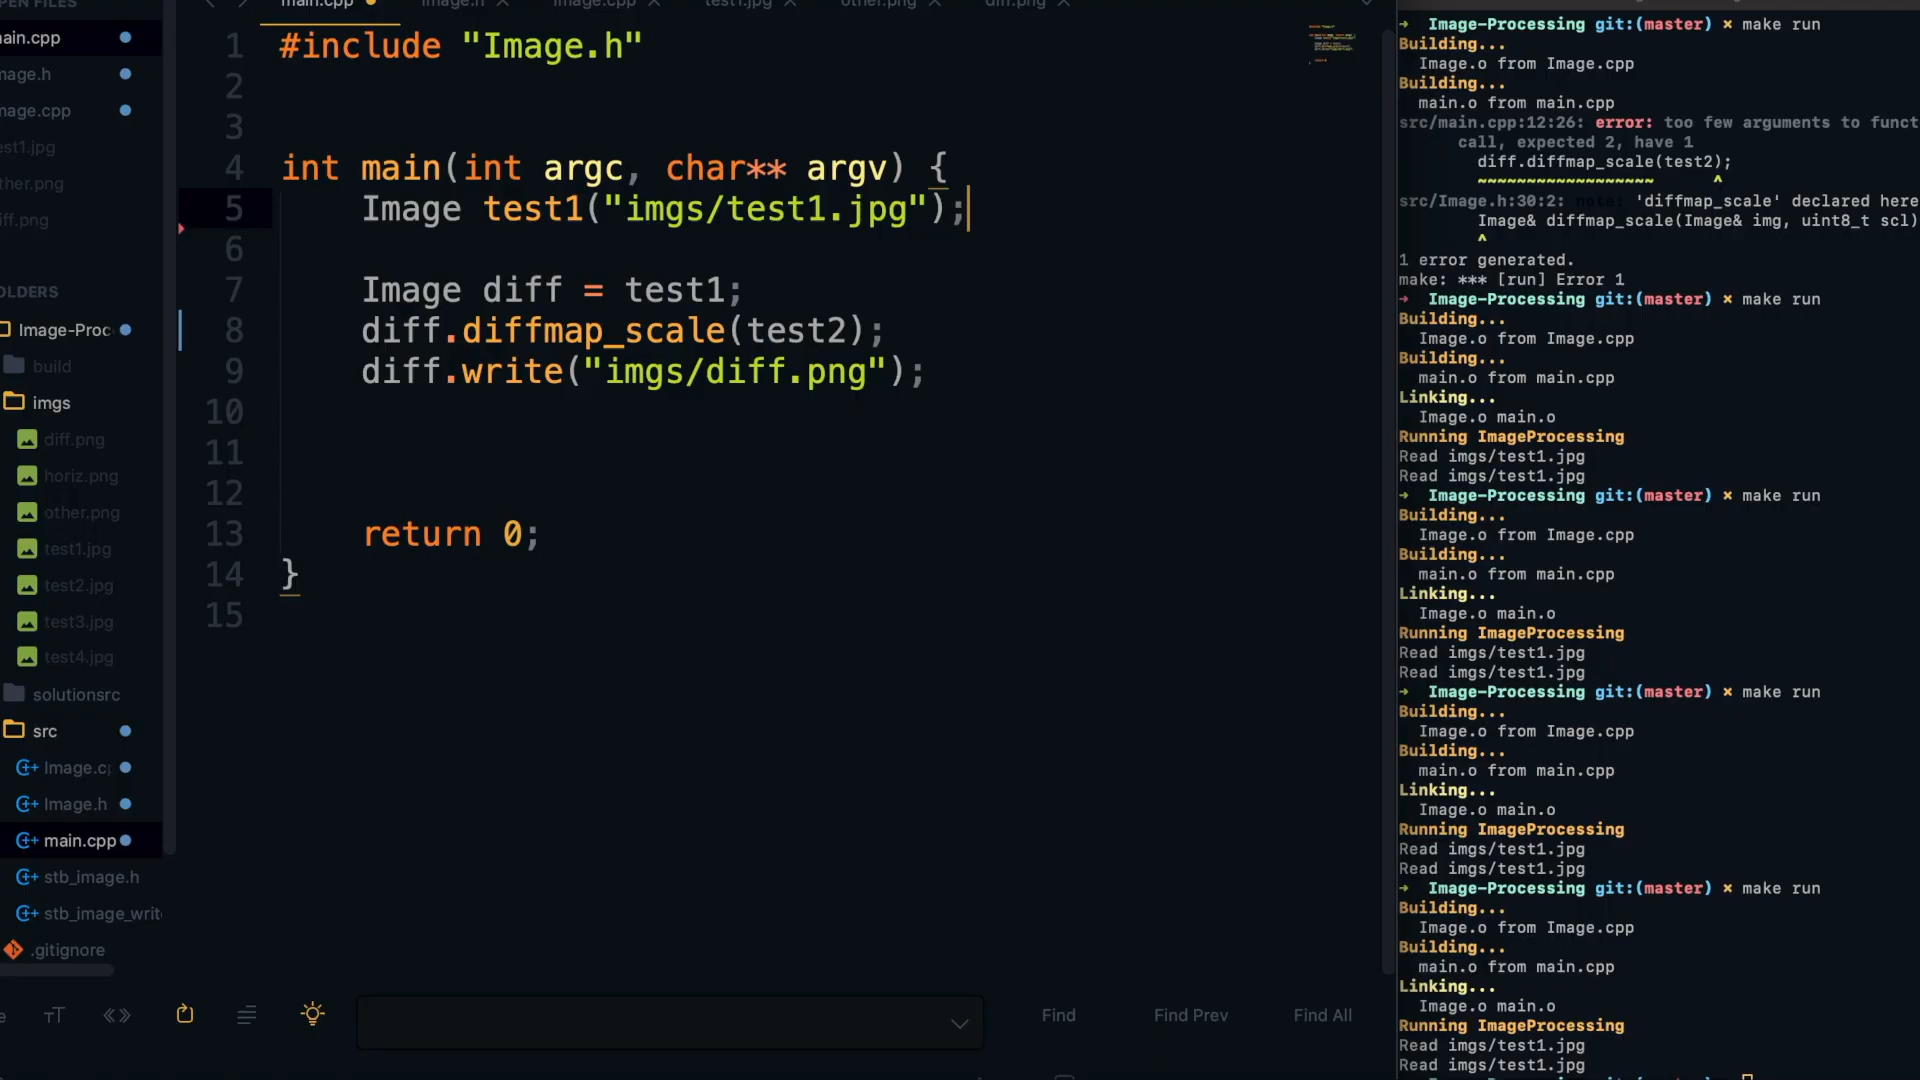 main.cpp
Image.h
Image.cpp
test1.jpg
other.png
diff.png
OPEN FILES
main.cpp
Image.h
Image.cpp
test1.jpg
other.png
diff.png
FOLDERS
Image-Proc
build
imgs
diff.png
horiz.png
other.png
test1.jpg
test2.jpg
test3.jpg
test4.jpg
solutionsrc
src
Image.c
Image.h
main.cpp
stb_image.h
stb_image_write
.gitignore
1 #include "Image.h"
2
3
4 int main(int argc, char** argv) {
5 Image test1("imgs/test1.jpg");
6
7 Image diff = test1;
8 diff.diffmap_scale(test2);
9 diff.write("imgs/diff.png");
10
11
12
13 return 0;
14 }
15
Find
Find Prev
Find All
➜ Image-Processing git:(master) × make run
Building...
Image.o from Image.cpp
Building...
main.o from main.cpp
src/main.cpp:12:26: error: too few arguments to funct
call, expected 2, have 1
diff.diffmap_scale(test2);
~~~~~~~~~~~~~~~~~~ ^
src/Image.h:30:2: note: 'diffmap_scale' declared here
Image& diffmap_scale(Image& img, uint8_t scl)
^
1 error generated.
make: *** [run] Error 1
➜ Image-Processing git:(master) × make run
Building...
Image.o from Image.cpp
Building...
main.o from main.cpp
Linking...
Image.o main.o
Running ImageProcessing
Read imgs/test1.jpg
Read imgs/test1.jpg
➜ Image-Processing git:(master) × make run
Building...
Image.o from Image.cpp
Building...
main.o from main.cpp
Linking...
Image.o main.o
Running ImageProcessing
Read imgs/test1.jpg
Read imgs/test1.jpg
➜ Image-Processing git:(master) × make run
Building...
Image.o from Image.cpp
Building...
main.o from main.cpp
Linking...
Image.o main.o
Running ImageProcessing
Read imgs/test1.jpg
Read imgs/test1.jpg
➜ Image-Processing git:(master) × make run
Building...
Image.o from Image.cpp
Building...
main.o from main.cpp
Linking...
Image.o main.o
Running ImageProcessing
Read imgs/test1.jpg
Read imgs/test1.jpg